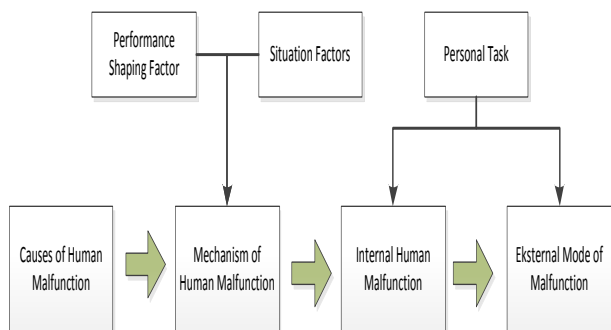 Performance
Shaping Factor
Situation Factors
Personal Task
Causes of Human
Malfunction
Mechanism of
Human Malfunction
Internal Human
Malfunction
Eksternal Mode of
Malfunction